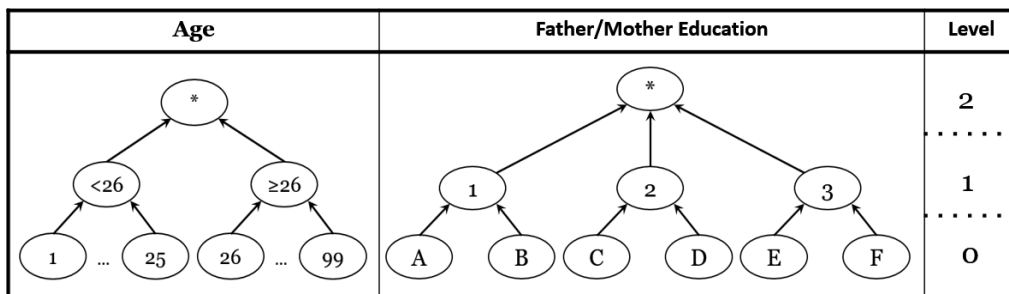 Age Father/Mother Education Level
* * 2
<26 ≥26 1 2 3 1
1 ... 25 26 ... 99 A B C D E F 0